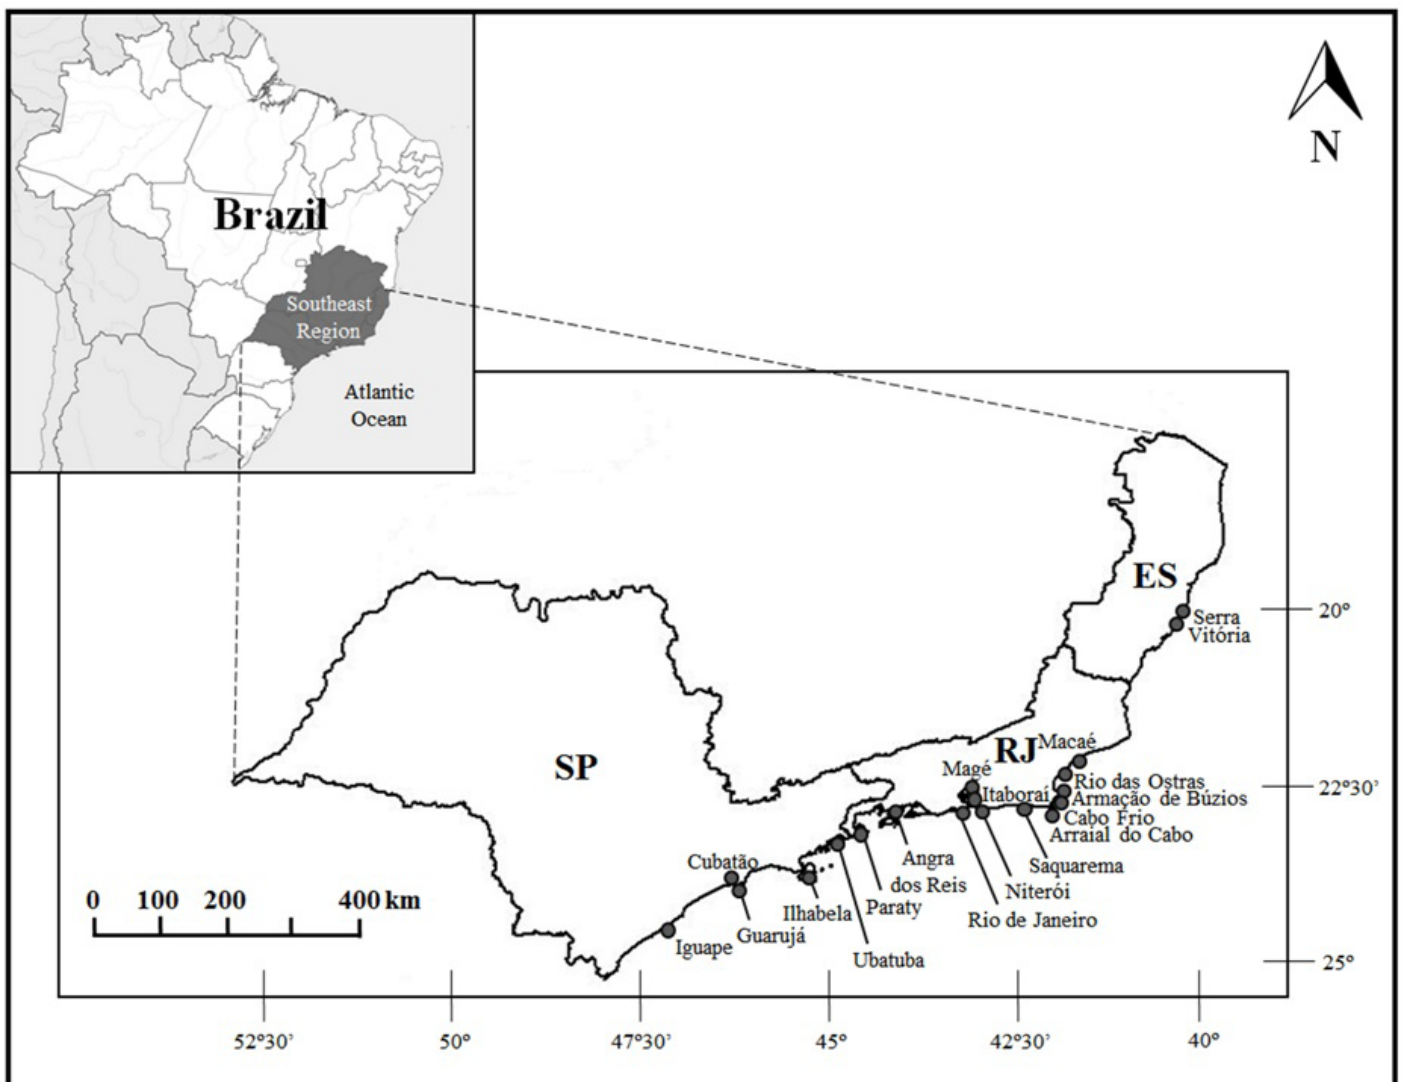 N
Brazil
Southeast
Region
Atlantic
Ocean
ES
20°
Serra
Vitória
RJ
Macaé
SP
Magé
Itaboraí
Rio das Ostras
22°30'
Armação de Búzios
Cabo Frio
Arraial do Cabo
Cubatão
Angra
dos Reis
Saquarema
Niterói
Rio de Janeiro
Paraty
Ilhabela
Guarujá
Iguape
Ubatuba
0 100 200 400 km
25°
52°30' 50° 47°30' 45° 42°30' 40°